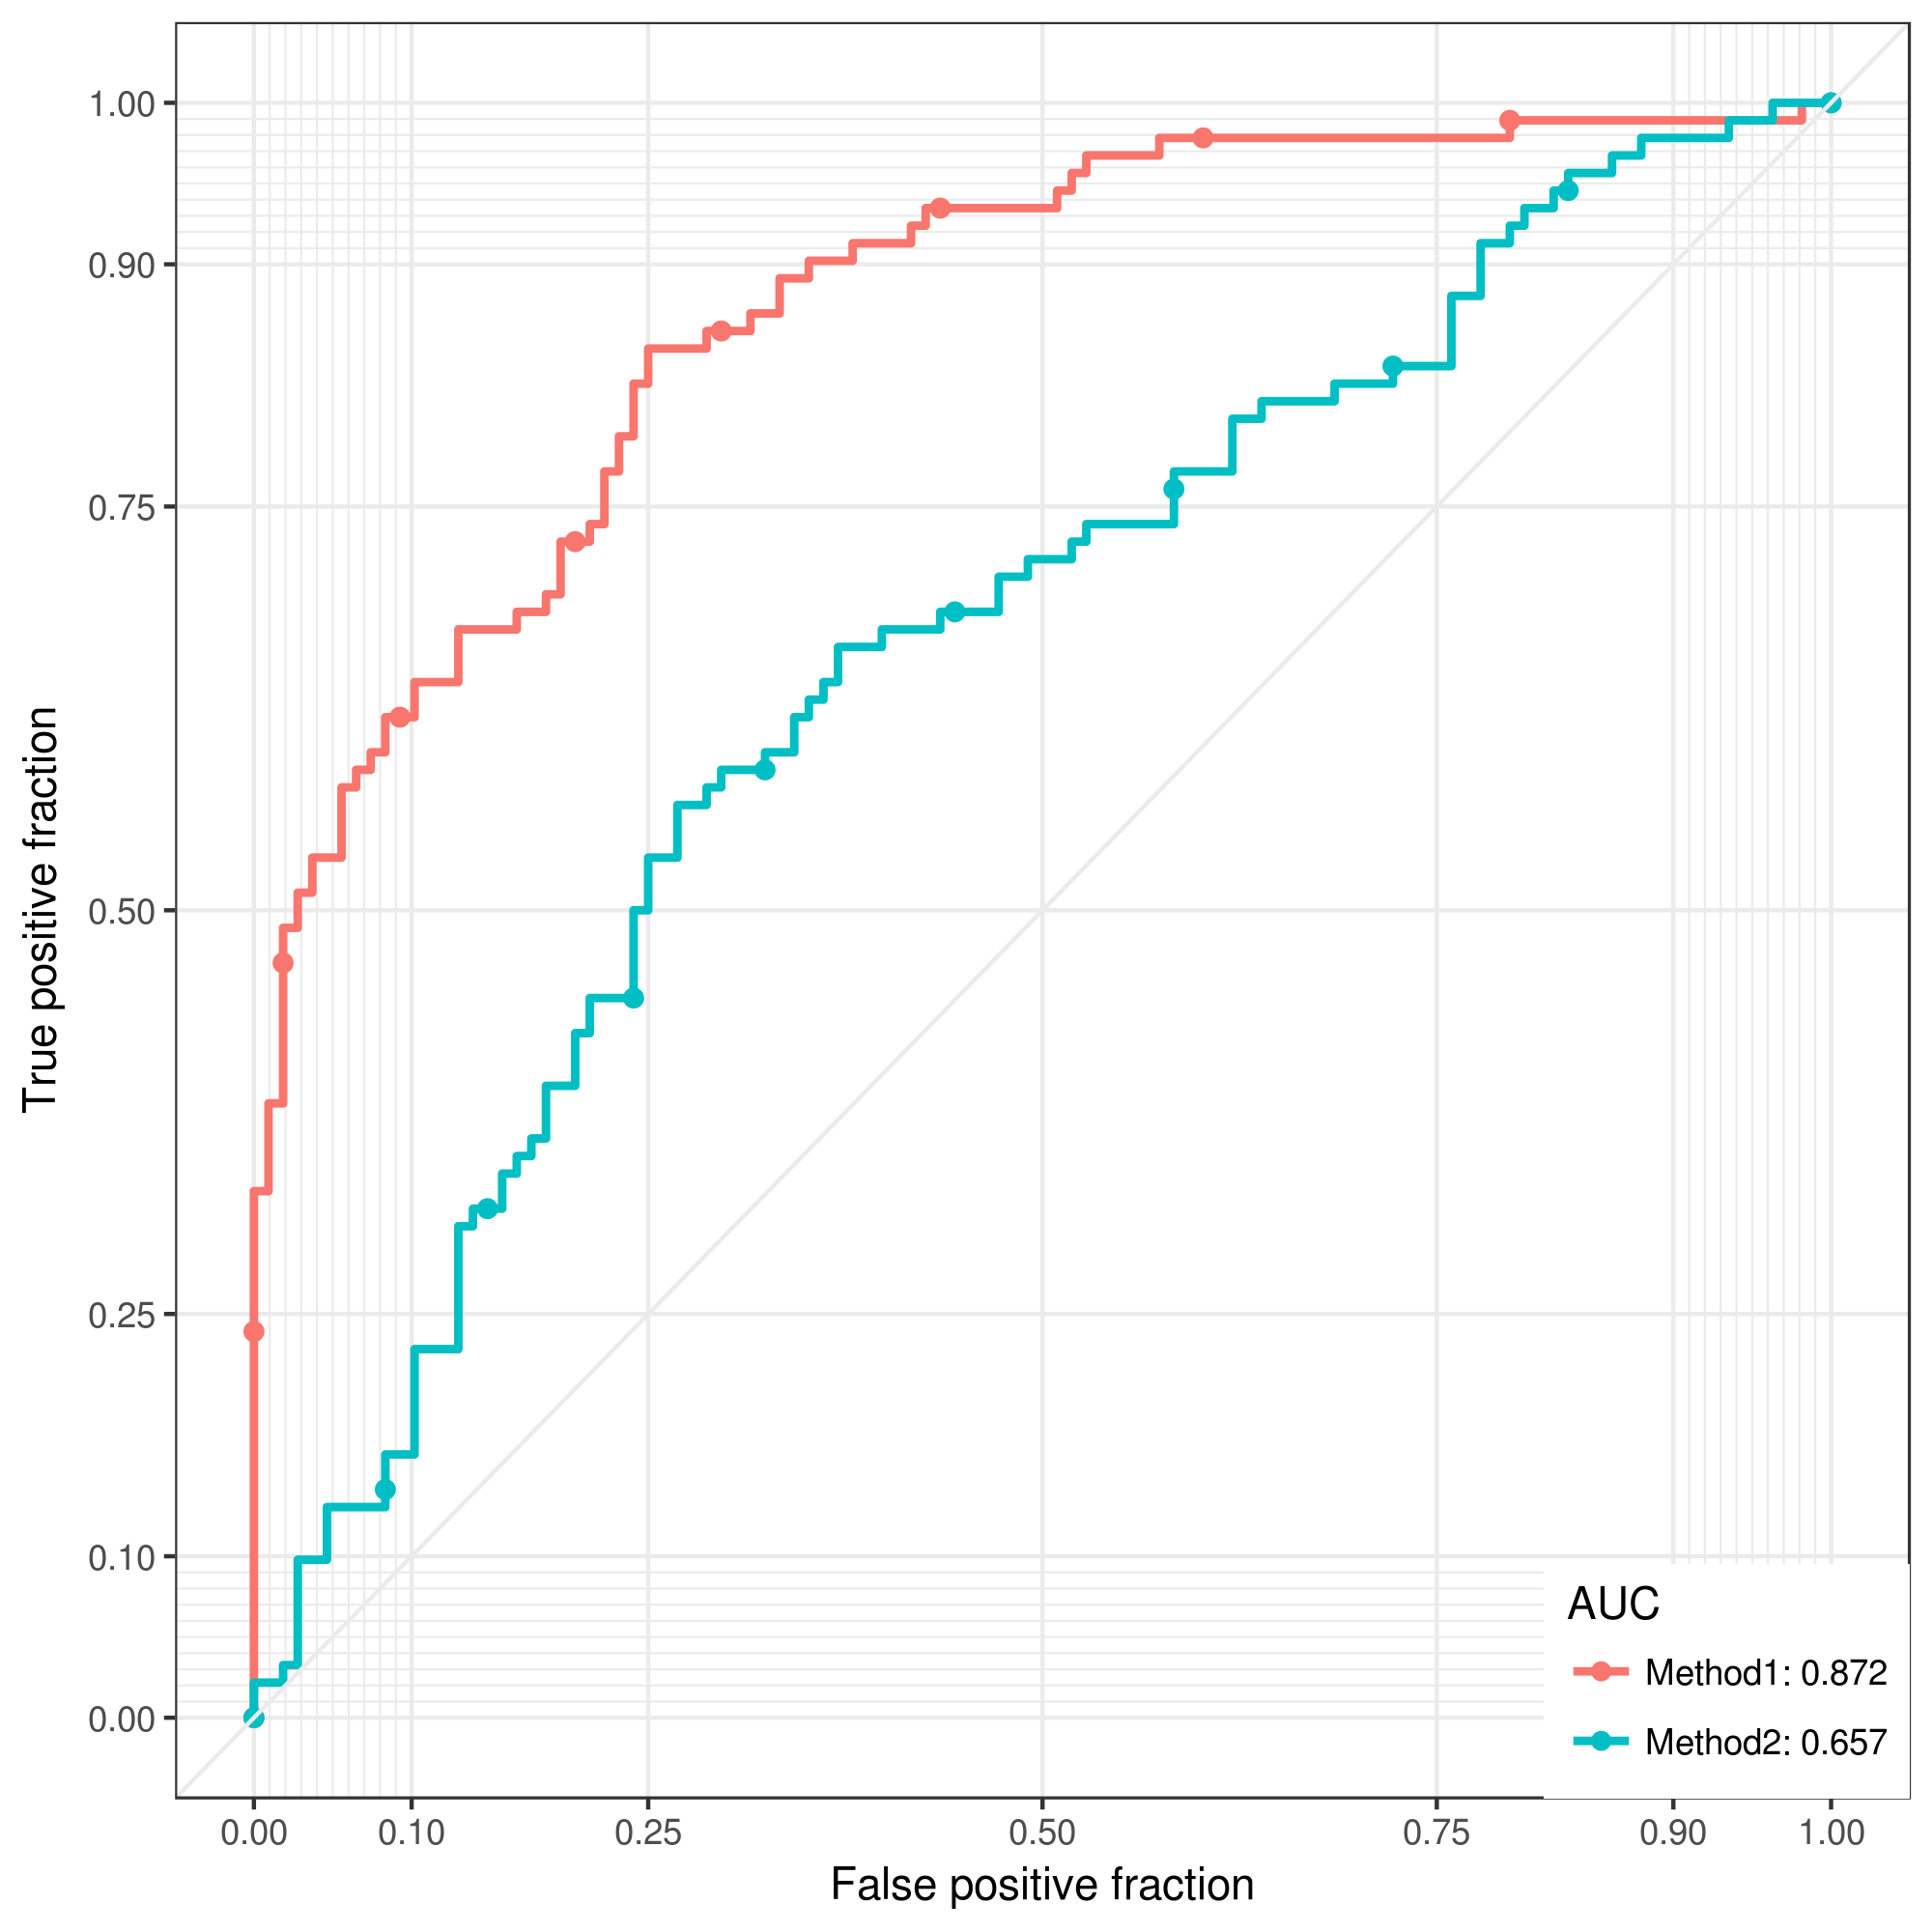 1.00
0.90
0.75
0.50
0.25
0.10
0.00
True positive fraction
0.00 0.10 0.25 0.50 0.75 0.90 1.00
False positive fraction
AUC
Method1: 0.872
Method2: 0.657